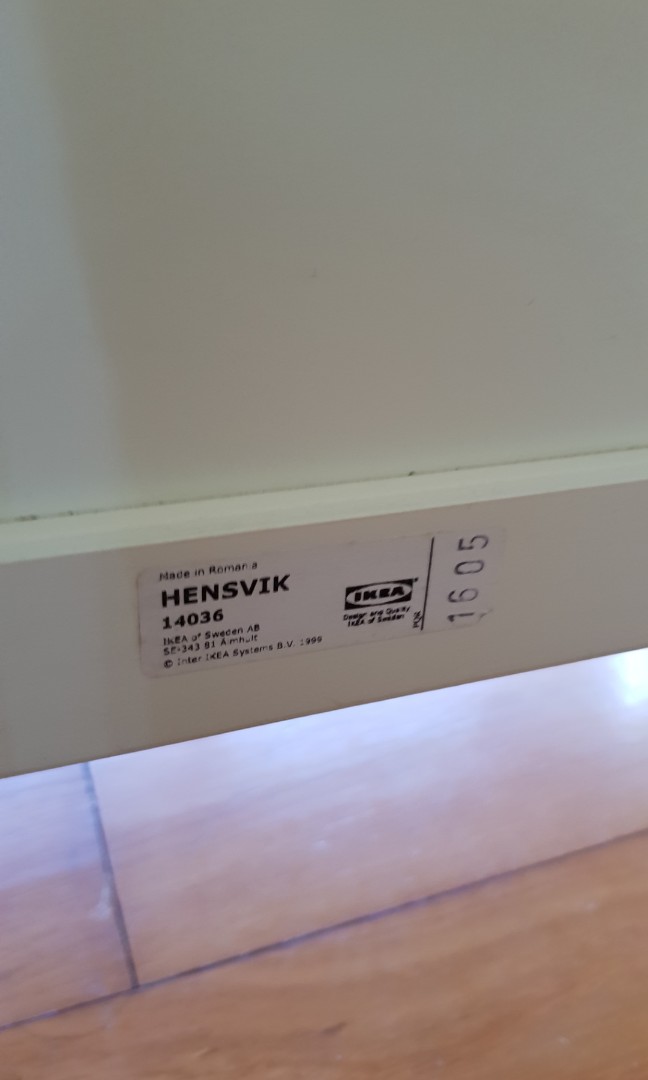 Made in Romania
HENSVIK
14036
IKEA of Sweden AB
SE-343 81 Älmhult
© Inter IKEA Systems B.V. 1999
IKEA
Design and Quality
IKEA of Sweden
PQR
1605